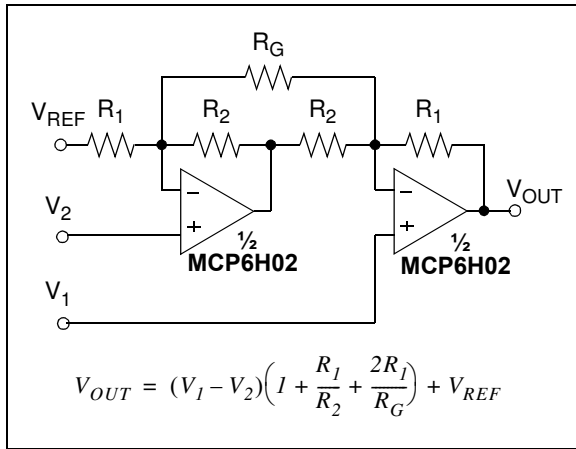 R_G
V_REF R_1 R_2 R_2 R_1
V_2 − + − + V_OUT
½ ½
MCP6H02 MCP6H02
V_1
V_OUT = (V_1 – V_2)(1 + R_1/R_2 + 2R_1/R_G) + V_REF